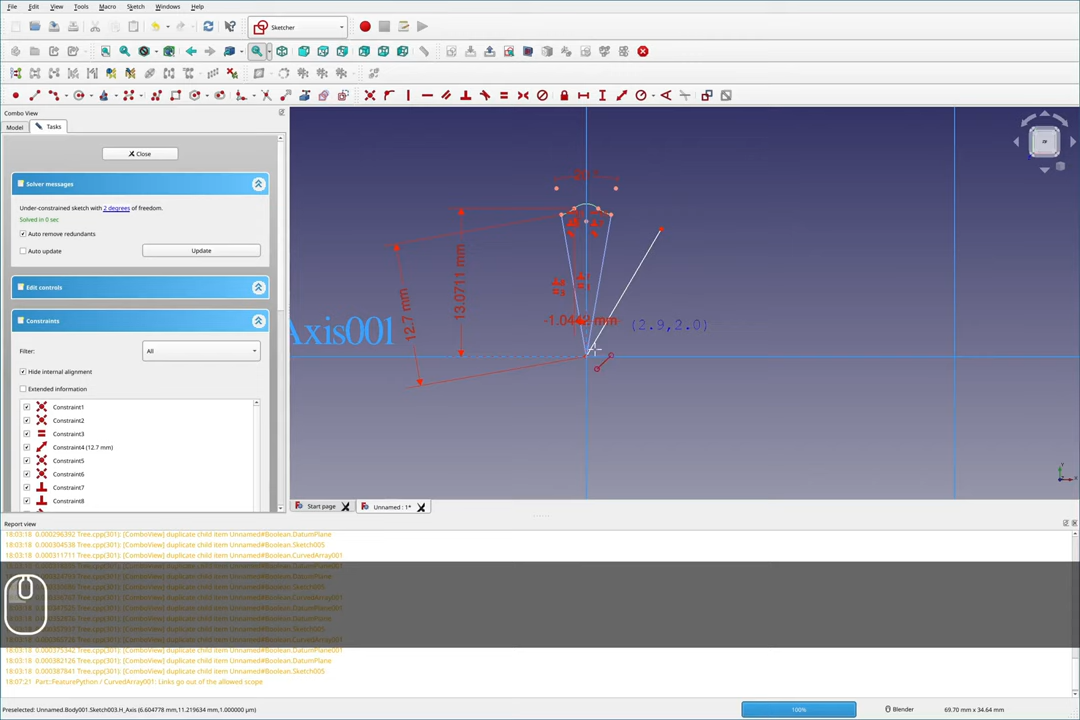 File Edit View Tools Macro Sketch Windows Help
Sketcher
Combo View
Model Tasks
Close
Solver messages
Under-constrained sketch with 2 degrees of freedom.
Solved in 0 sec
Auto remove redundants
Auto update
Update
Edit controls
Constraints
Filter:
All
Hide internal alignment
Extended information
Constraint1
Constraint2
Constraint3
Constraint4 (12.7 mm)
Constraint5
Constraint6
Constraint7
Constraint8
13.0711 mm
12.7 mm
(2.9,2.0)
Axis001
Start page
Unnamed : 1*
Report view
18:03:18 0.000296392 Tree.cpp(301): [ComboView] duplicate child item Unnamed#Boolean.DatumPlane
18:03:18 0.000304538 Tree.cpp(301): [ComboView] duplicate child item Unnamed#Boolean.Sketch005
18:03:18 0.000311711 Tree.cpp(301): [ComboView] duplicate child item Unnamed#Boolean.CurvedArray001
18:03:18 0.000375342 Tree.cpp(301): [ComboView] duplicate child item Unnamed#Boolean.CurvedArray001
18:03:18 0.000382126 Tree.cpp(301): [ComboView] duplicate child item Unnamed#Boolean.DatumPlane
18:03:18 0.000387841 Tree.cpp(301): [ComboView] duplicate child item Unnamed#Boolean.Sketch005
18:07:21 Part::FeaturePython / CurvedArray001: Links go out of the allowed scope
Preselected: Unnamed.Body001.Sketch003.H_Axis (6.604778 mm,11.219634 mm,1.000000 µm)
100%
Blender
69.70 mm x 34.64 mm